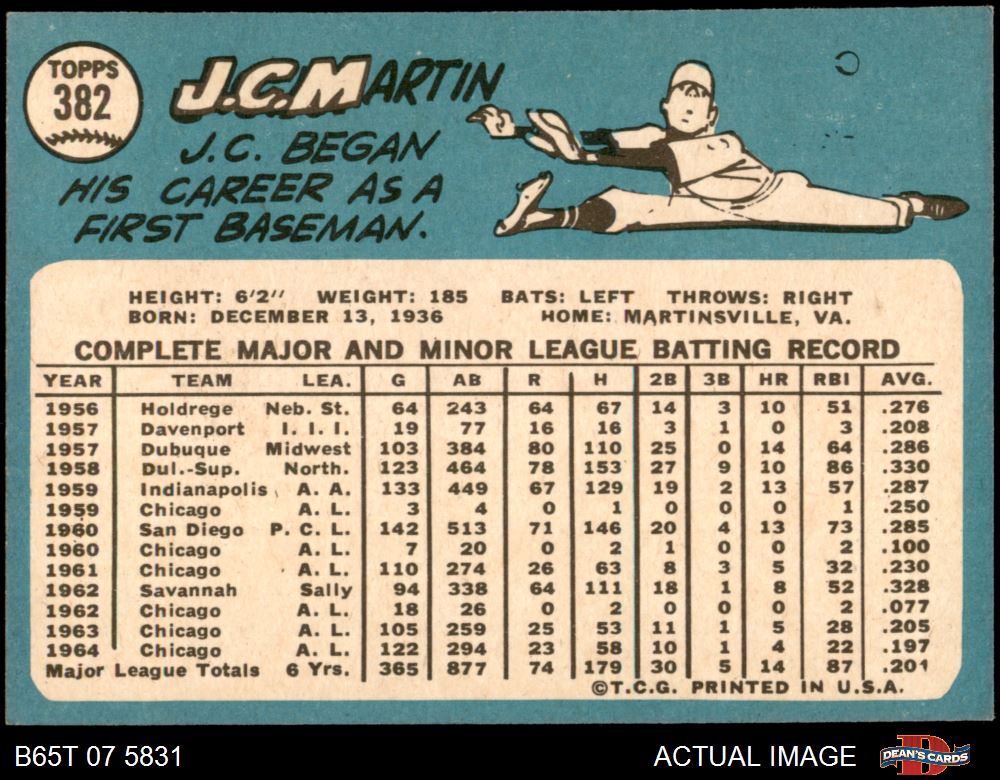 TOPPS
382
J.C. MARTIN
J.C. BEGAN
HIS CAREER AS A
FIRST BASEMAN.
HEIGHT: 6'2" WEIGHT: 185 BATS: LEFT THROWS: RIGHT
BORN: DECEMBER 13, 1936 HOME: MARTINSVILLE, VA.
COMPLETE MAJOR AND MINOR LEAGUE BATTING RECORD
YEAR TEAM LEA. G AB R H 2B 3B HR RBI AVG.
1956 Holdrege Neb. St. 64 243 64 67 14 3 10 51 .276
1957 Davenport I. I. I. 19 77 16 16 3 1 0 3 .208
1957 Dubuque Midwest 103 384 80 110 25 0 14 64 .286
1958 Dul.-Sup. North. 123 464 78 153 27 9 10 86 .330
1959 Indianapolis A. A. 133 449 67 129 19 2 13 57 .287
1959 Chicago A. L. 3 4 0 1 0 0 0 1 .250
1960 San Diego P. C. L. 142 513 71 146 20 4 13 73 .285
1960 Chicago A. L. 7 20 0 2 1 0 0 2 .100
1961 Chicago A. L. 110 274 26 63 8 3 5 32 .230
1962 Savannah Sally 94 338 64 111 18 1 8 52 .328
1962 Chicago A. L. 18 26 0 2 0 0 0 2 .077
1963 Chicago A. L. 105 259 25 53 11 1 5 28 .205
1964 Chicago A. L. 122 294 23 58 10 1 4 22 .197
Major League Totals 6 Yrs. 365 877 74 179 30 5 14 87 .201
©T.C.G. PRINTED IN U.S.A.
B65T 07 5831 ACTUAL IMAGE DEAN'S CARDS